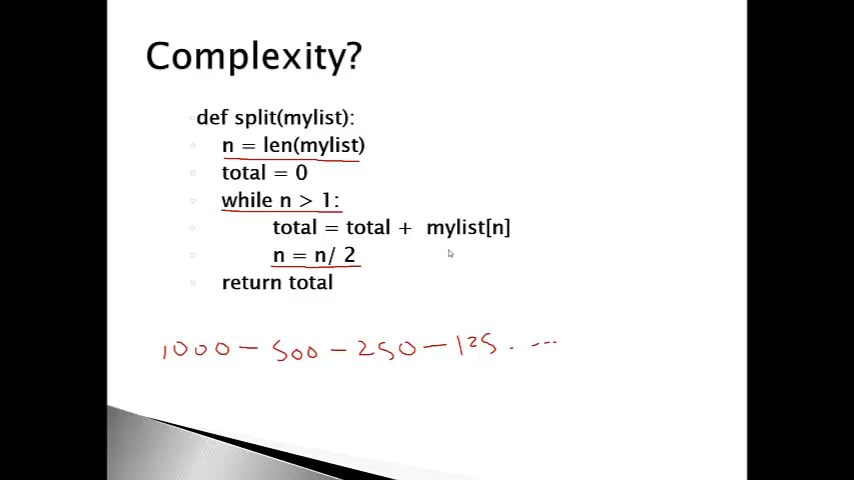 Complexity?
def split(mylist):
n = len(mylist)
total = 0
while n > 1:
total = total + mylist[n]
n = n/ 2
return total
1000 - 500 - 250 - 125. ...